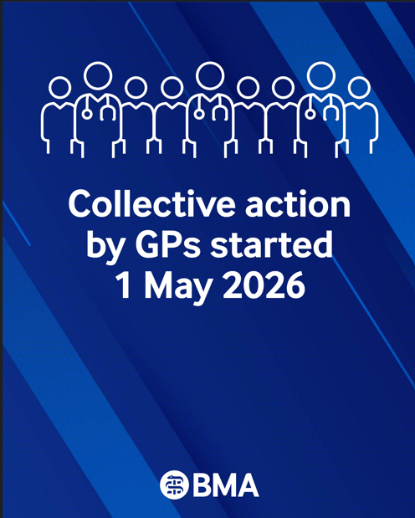 Collective action
by GPs started
1 May 2026
BMA